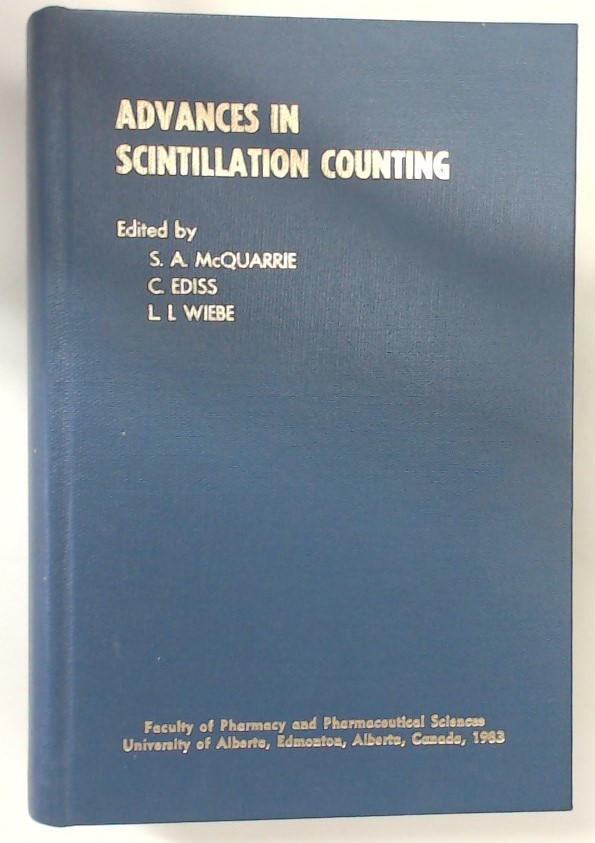 ADVANCES IN
SCINTILLATION COUNTING
Edited by
S. A. McQUARRIE
C. EDISS
L. I. WIEBE
Faculty of Pharmacy and Pharmaceutical Sciences
University of Alberta, Edmonton, Alberta, Canada, 1983